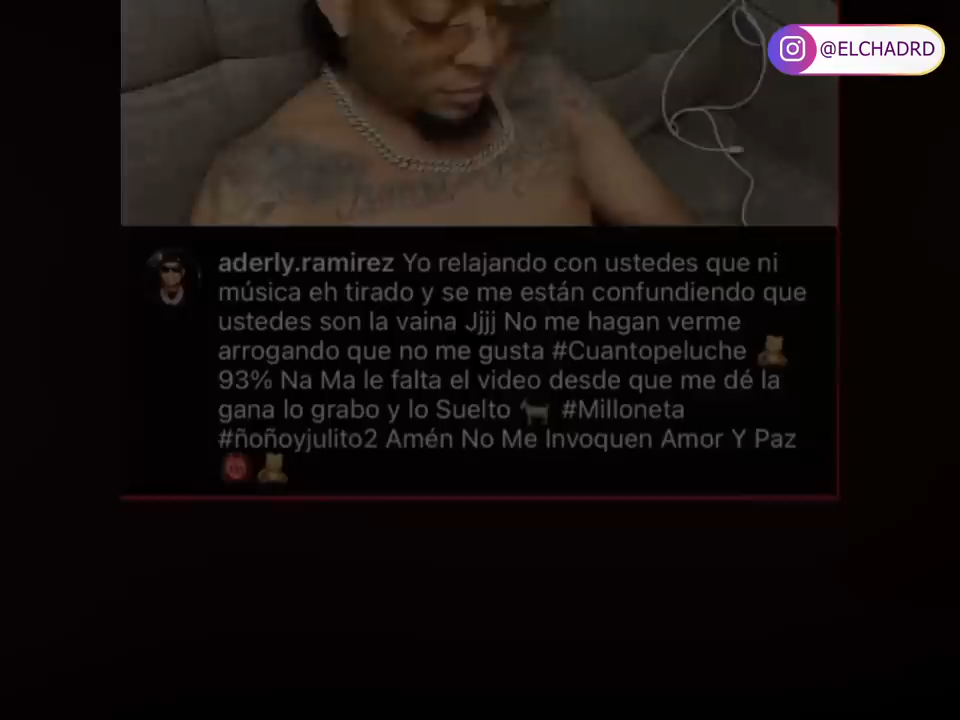 @ELCHADRD
aderly.ramirez Yo relajando con ustedes que ni
música eh tirado y se me están confundiendo que
ustedes son la vaina Jjjj No me hagan verme
arrogando que no me gusta #Cuantopeluche 🧸
93% Na Ma le falta el video desde que me dé la
gana lo grabo y lo Suelto 🐐 #Milloneta
#ñoñoyjulito2 Amén No Me Invoquen Amor Y Paz